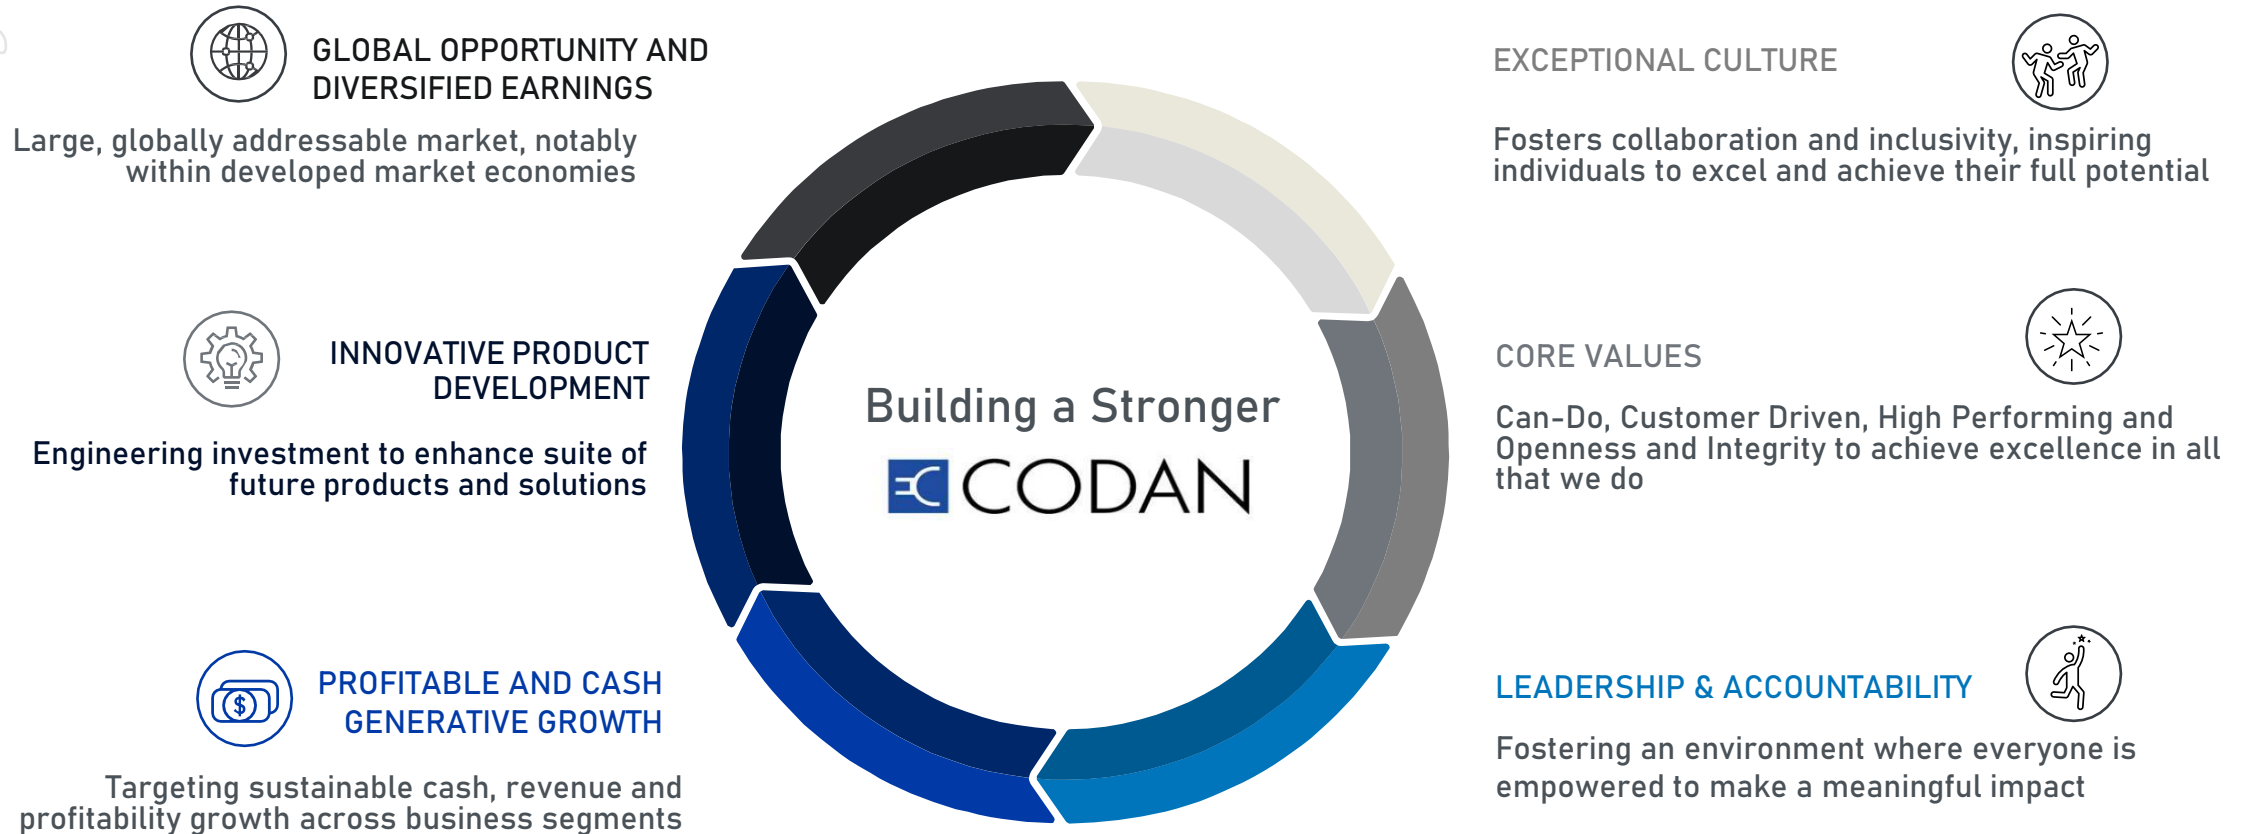 GLOBAL OPPORTUNITY AND
DIVERSIFIED EARNINGS
Large, globally addressable market, notably
within developed market economies
INNOVATIVE PRODUCT
DEVELOPMENT
Engineering investment to enhance suite of
future products and solutions
$
PROFITABLE AND CASH
GENERATIVE GROWTH
Targeting sustainable cash, revenue and
profitability growth across business segments
Building a Stronger
CODAN
EXCEPTIONAL CULTURE
Fosters collaboration and inclusivity, inspiring
individuals to excel and achieve their full potential
CORE VALUES
Can-Do, Customer Driven, High Performing and
Openness and Integrity to achieve excellence in all
that we do
LEADERSHIP & ACCOUNTABILITY
Fostering an environment where everyone is
empowered to make a meaningful impact